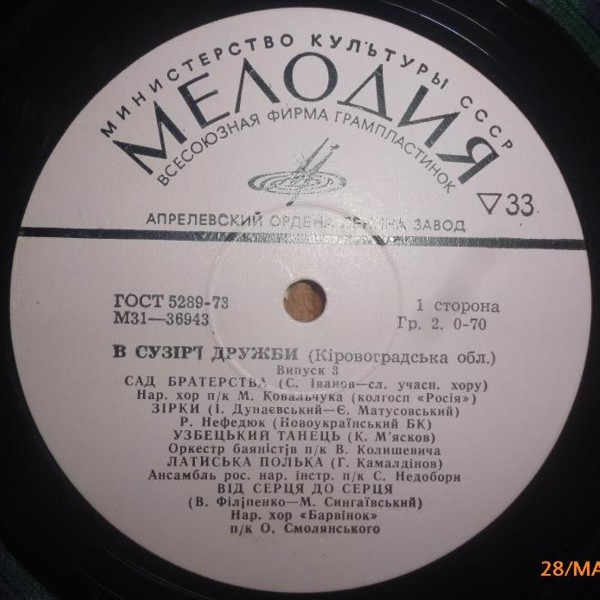 МИНИСТЕРСТВО КУЛЬТУРЫ СССР
МЕЛОДИЯ
ВСЕСОЮЗНАЯ ФИРМА ГРАМПЛАСТИНОК
▽33
АПРЕЛЕВСКИЙ ОРДЕНА ЛЕНИНА ЗАВОД
ГОСТ 5289-73
М31—36943
1 сторона
Гр. 2. 0-70
В СУЗІР'Ї ДРУЖБИ (Кіровоградська обл.)
Випуск 3
САД БРАТЕРСТВА (С. Іванов—сл. учасн. хору)
Нар. хор п/к М. Ковальчука (колгосп «Росія»)
ЗІРКИ (І. Дунаєвський—Є. Матусовський)
Р. Нефедюк (Новоукраїнський БК)
УЗБЕЦЬКИЙ ТАНЕЦЬ (К. М'ясков)
Оркестр баяністів п/к В. Колишевича
ЛАТИСЬКА ПОЛЬКА (Г. Камалдінов)
Ансамбль рос. нар. інстр. п/к С. Недобори
ВІД СЕРЦЯ ДО СЕРЦЯ
(В. Філіпенко—М. Сингаївський)
Нар. хор «Барвінок»
п/к О. Смолянського
28/МА